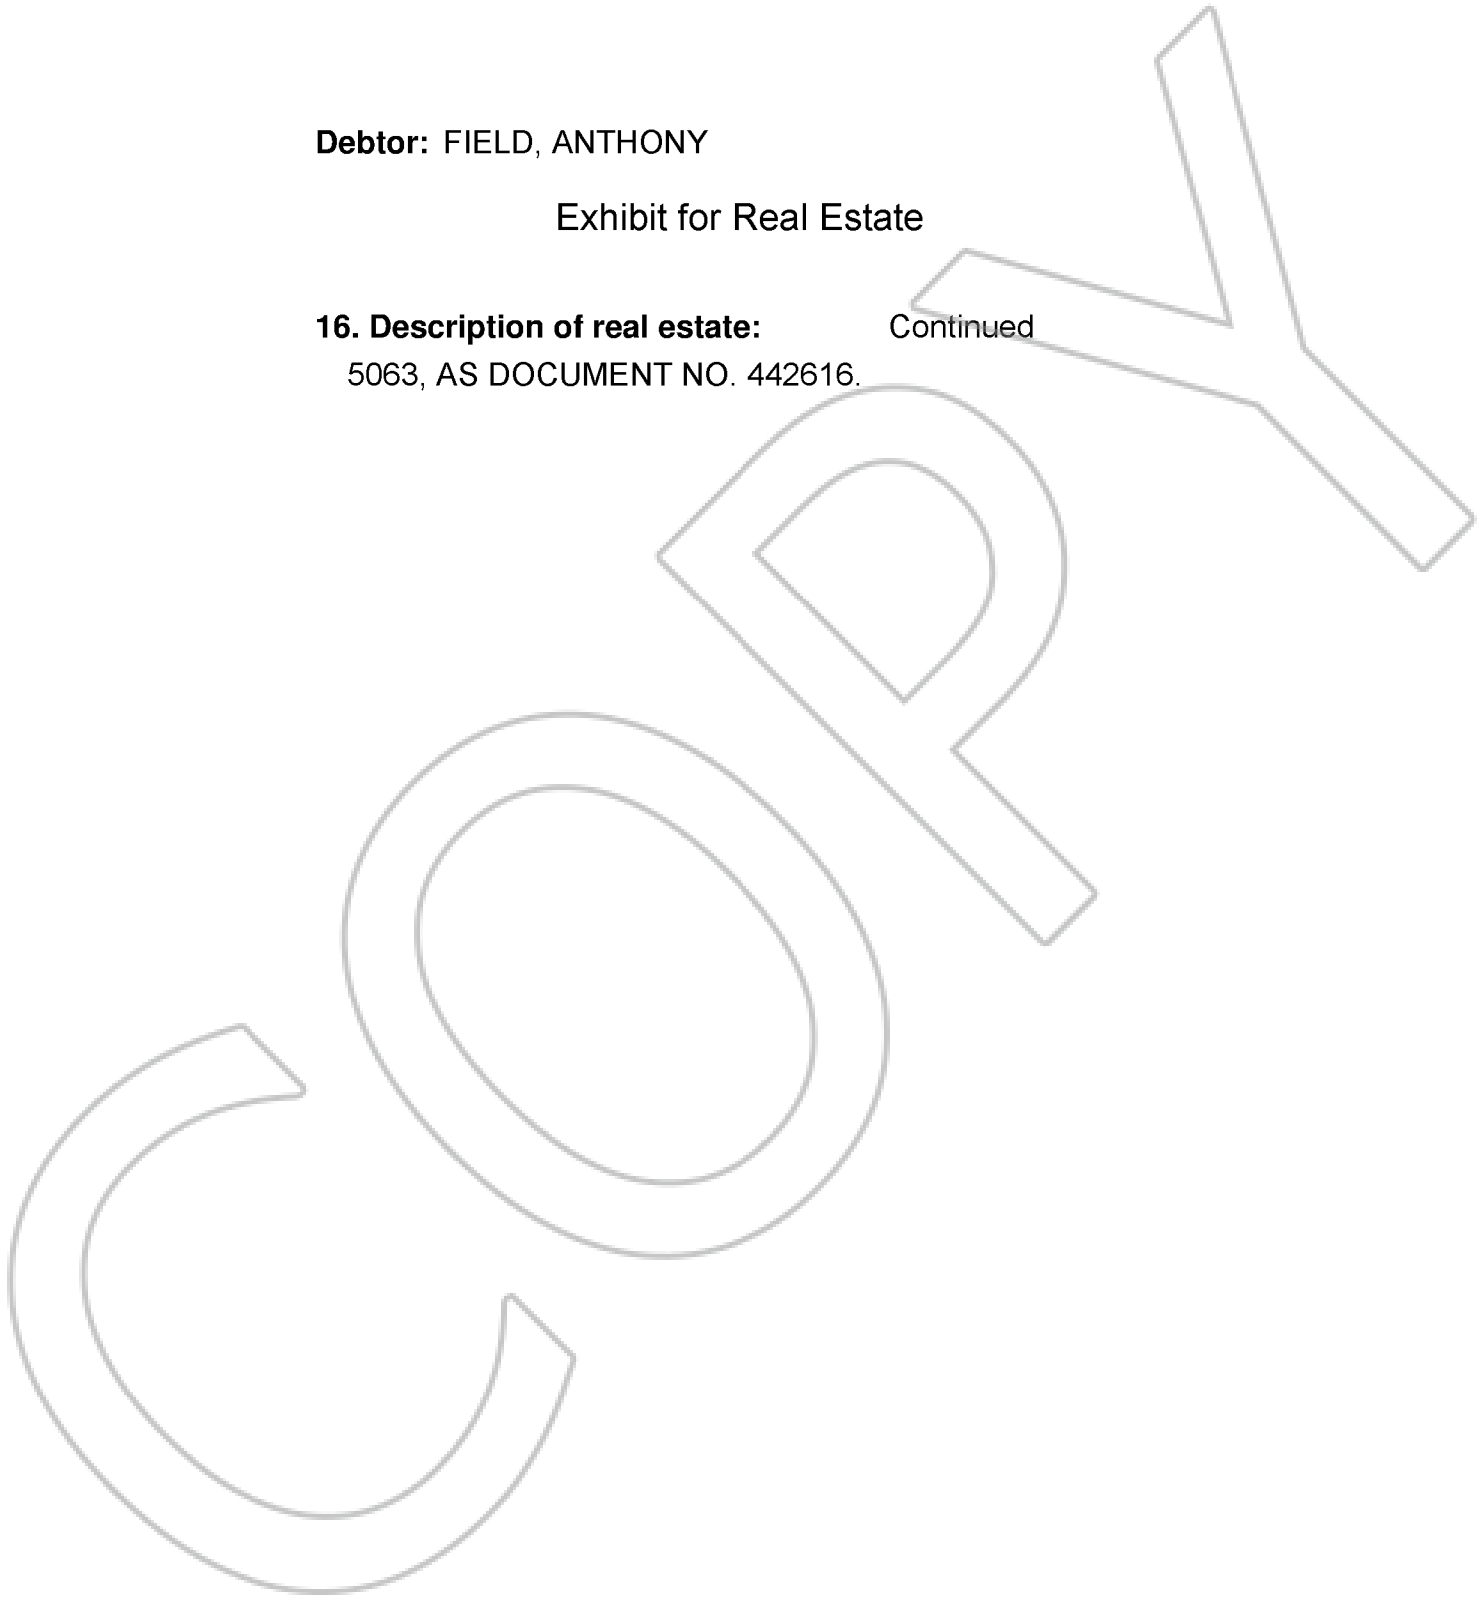 Debtor: FIELD, ANTHONY
Exhibit for Real Estate
16. Description of real estate: Continued
5063, AS DOCUMENT NO. 442616.
COPY